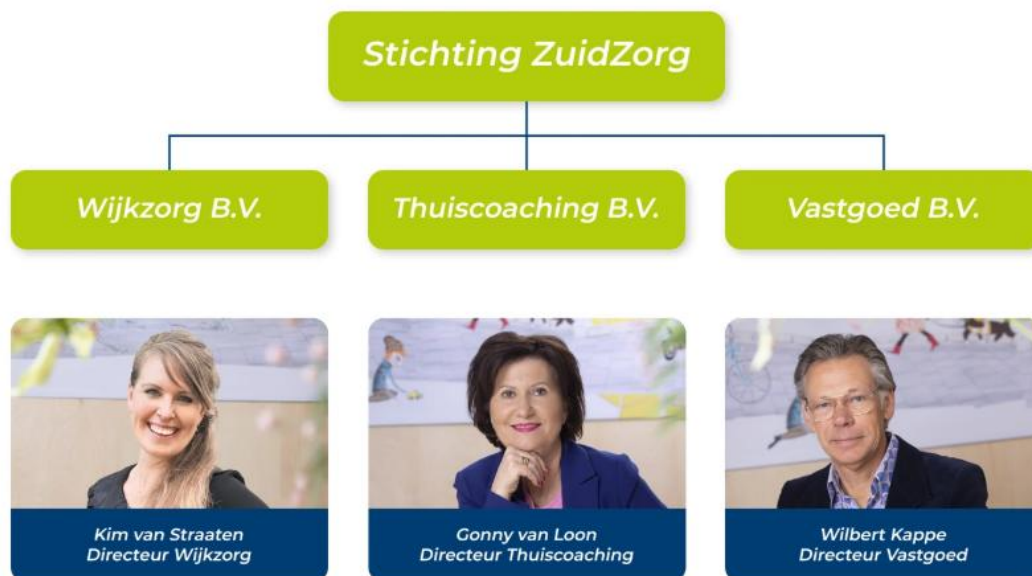 Stichting ZuidZorg
Wijkzorg B.V.
Thuiscoaching B.V.
Vastgoed B.V.
Kim van Straaten
Directeur Wijkzorg
Gonny van Loon
Directeur Thuiscoaching
Wilbert Kappe
Directeur Vastgoed